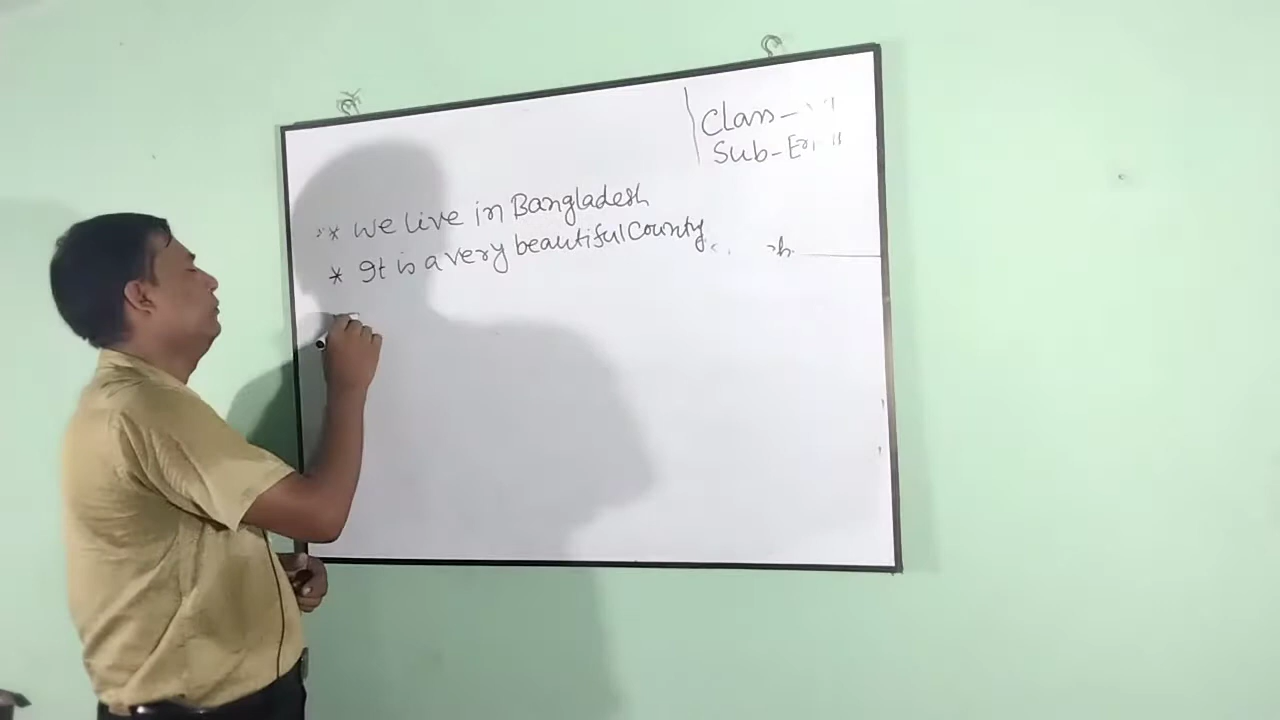 Class-
Sub-
* We live in Bangladesh
* It is a very beautiful County